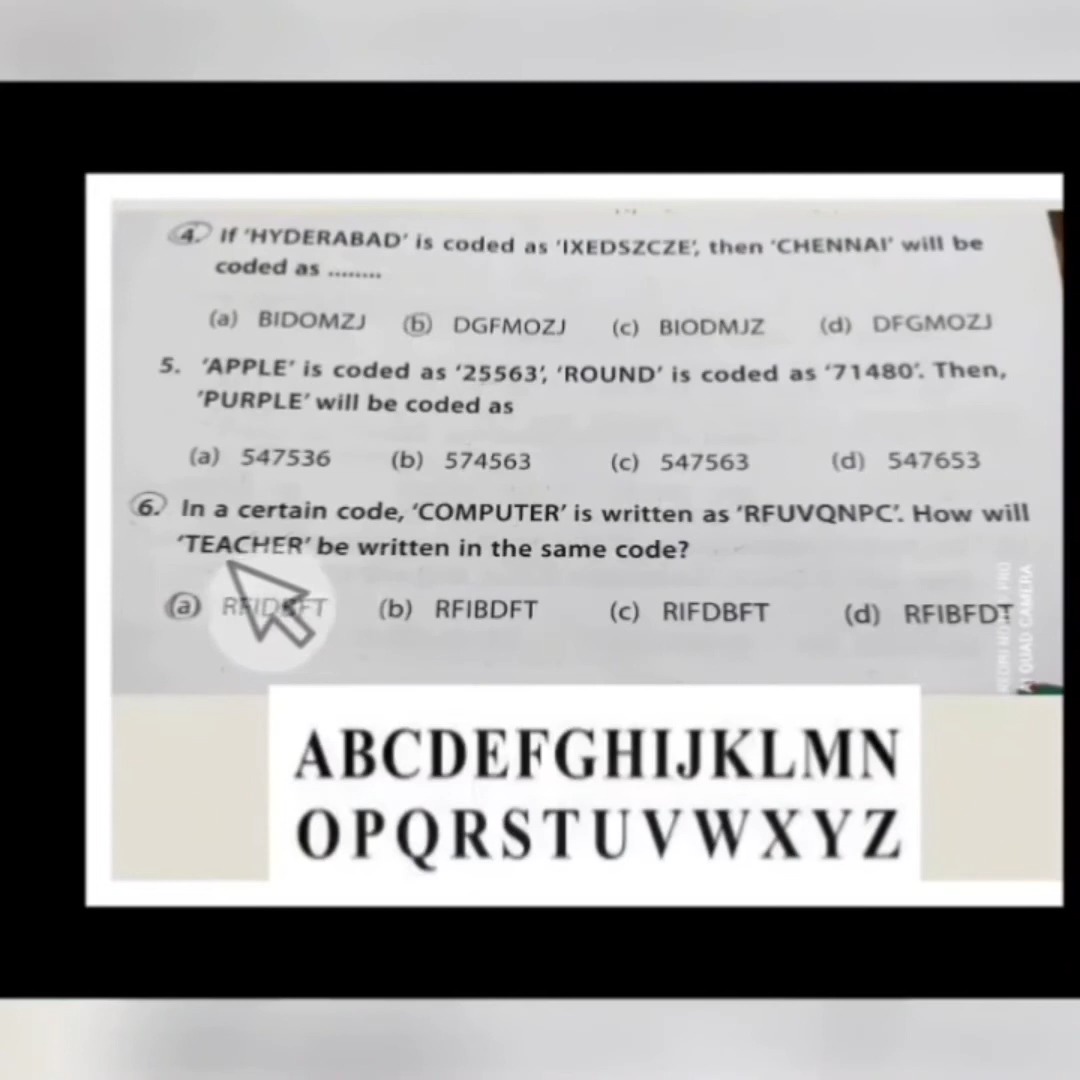 4. If 'HYDERABAD' is coded as 'IXEDSZCZE', then 'CHENNAI' will be
coded as ........
(a) BIDOMZJ (b) DGFMOZJ (c) BIODMJZ (d) DFGMOZJ
5. 'APPLE' is coded as '25563', 'ROUND' is coded as '71480'. Then,
'PURPLE' will be coded as
(a) 547536 (b) 574563 (c) 547563 (d) 547653
6. In a certain code, 'COMPUTER' is written as 'RFUVQNPC'. How will
'TEACHER' be written in the same code?
(a) (b) RFIBDFT (c) RIFDBFT (d) RFIBFDT
QUAD CAMERA
ABCDEFGHIJKLMN
OPQRSTUVWXYZ